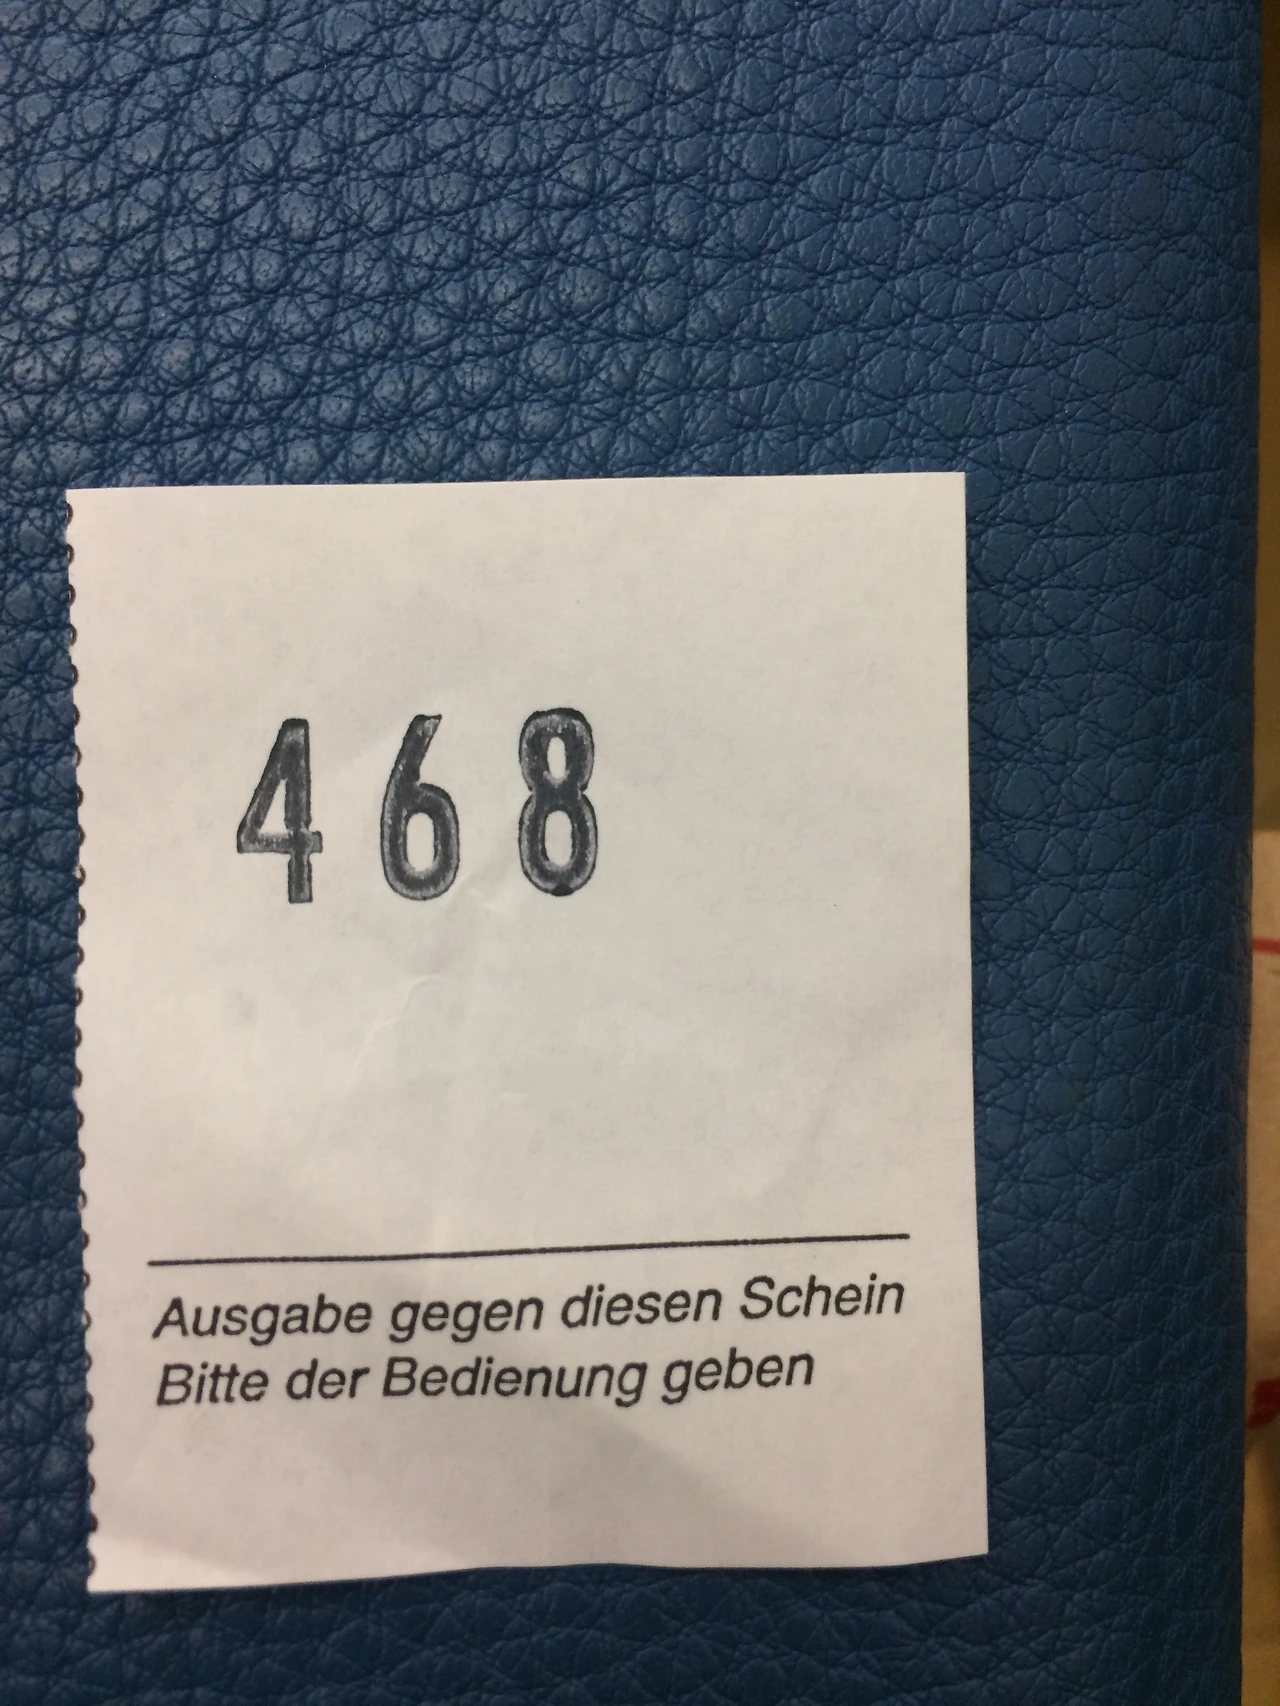 468
Ausgabe gegen diesen Schein
Bitte der Bedienung geben